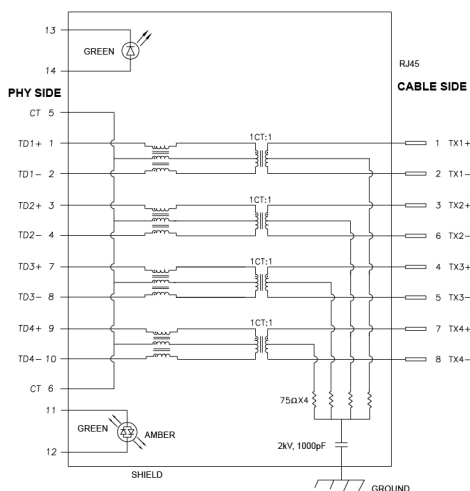 13
GREEN
14
RJ45
PHY SIDE
CABLE SIDE
CT 5
1CT:1
TD1+ 1
1 TX1+
TD1- 2
2 TX1-
1CT:1
TD2+ 3
3 TX2+
TD2- 4
6 TX2-
1CT:1
TD3+ 7
4 TX3+
TD3- 8
5 TX3-
1CT:1
TD4+ 9
7 TX4+
TD4- 10
8 TX4-
CT 6
75ΩX4
11
GREEN AMBER
2kV, 1000pF
12
SHIELD
GROUND